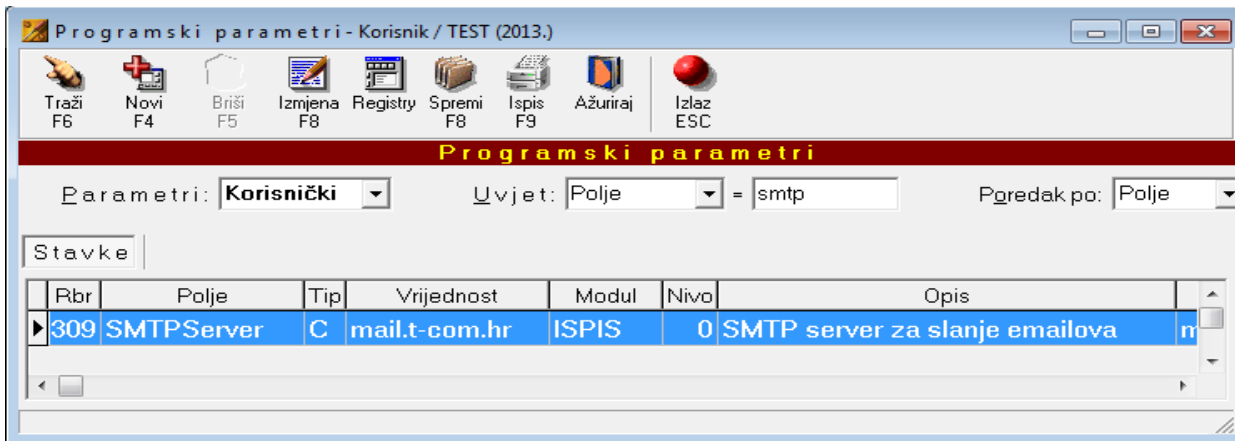 Programski parametri - Korisnik / TEST (2013.)
Traži Novi Briši Izmjena Registry Spremi Ispis Ažuriraj Izlaz
F6 F4 F5 F8 F8 F9 ESC
Programski parametri
Parametri: Korisnički Uvjet: Polje = smtp Poredak po: Polje
Stavke
Rbr Polje Tip Vrijednost Modul Nivo Opis
309 SMTPServer C mail.t-com.hr ISPIS 0 SMTP server za slanje emailova m